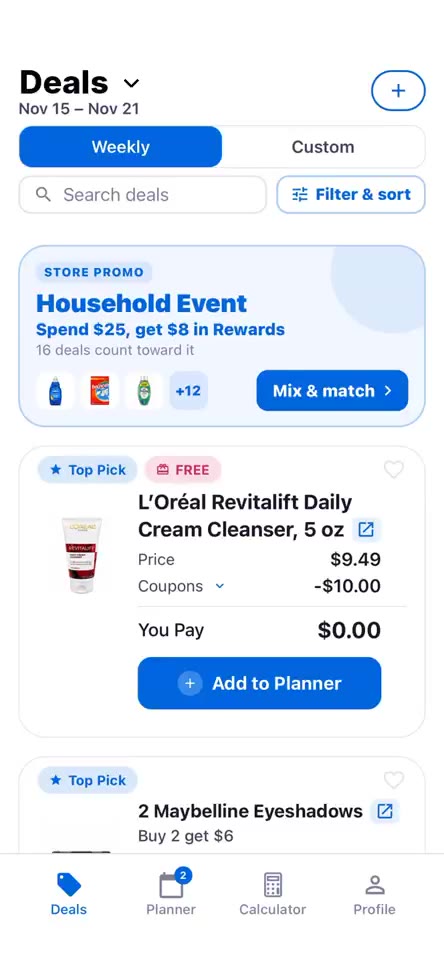 Deals
Nov 15 – Nov 21
Weekly
Custom
Search deals
Filter & sort
STORE PROMO
Household Event
Spend $25, get $8 in Rewards
16 deals count toward it
+12
Mix & match
Top Pick
FREE
L’Oréal Revitalift Daily
Cream Cleanser, 5 oz
REVITALIFT
Price
$9.49
Coupons
-$10.00
You Pay
$0.00
Add to Planner
Top Pick
2 Maybelline Eyeshadows
Buy 2 get $6
2
Deals
Planner
Calculator
Profile